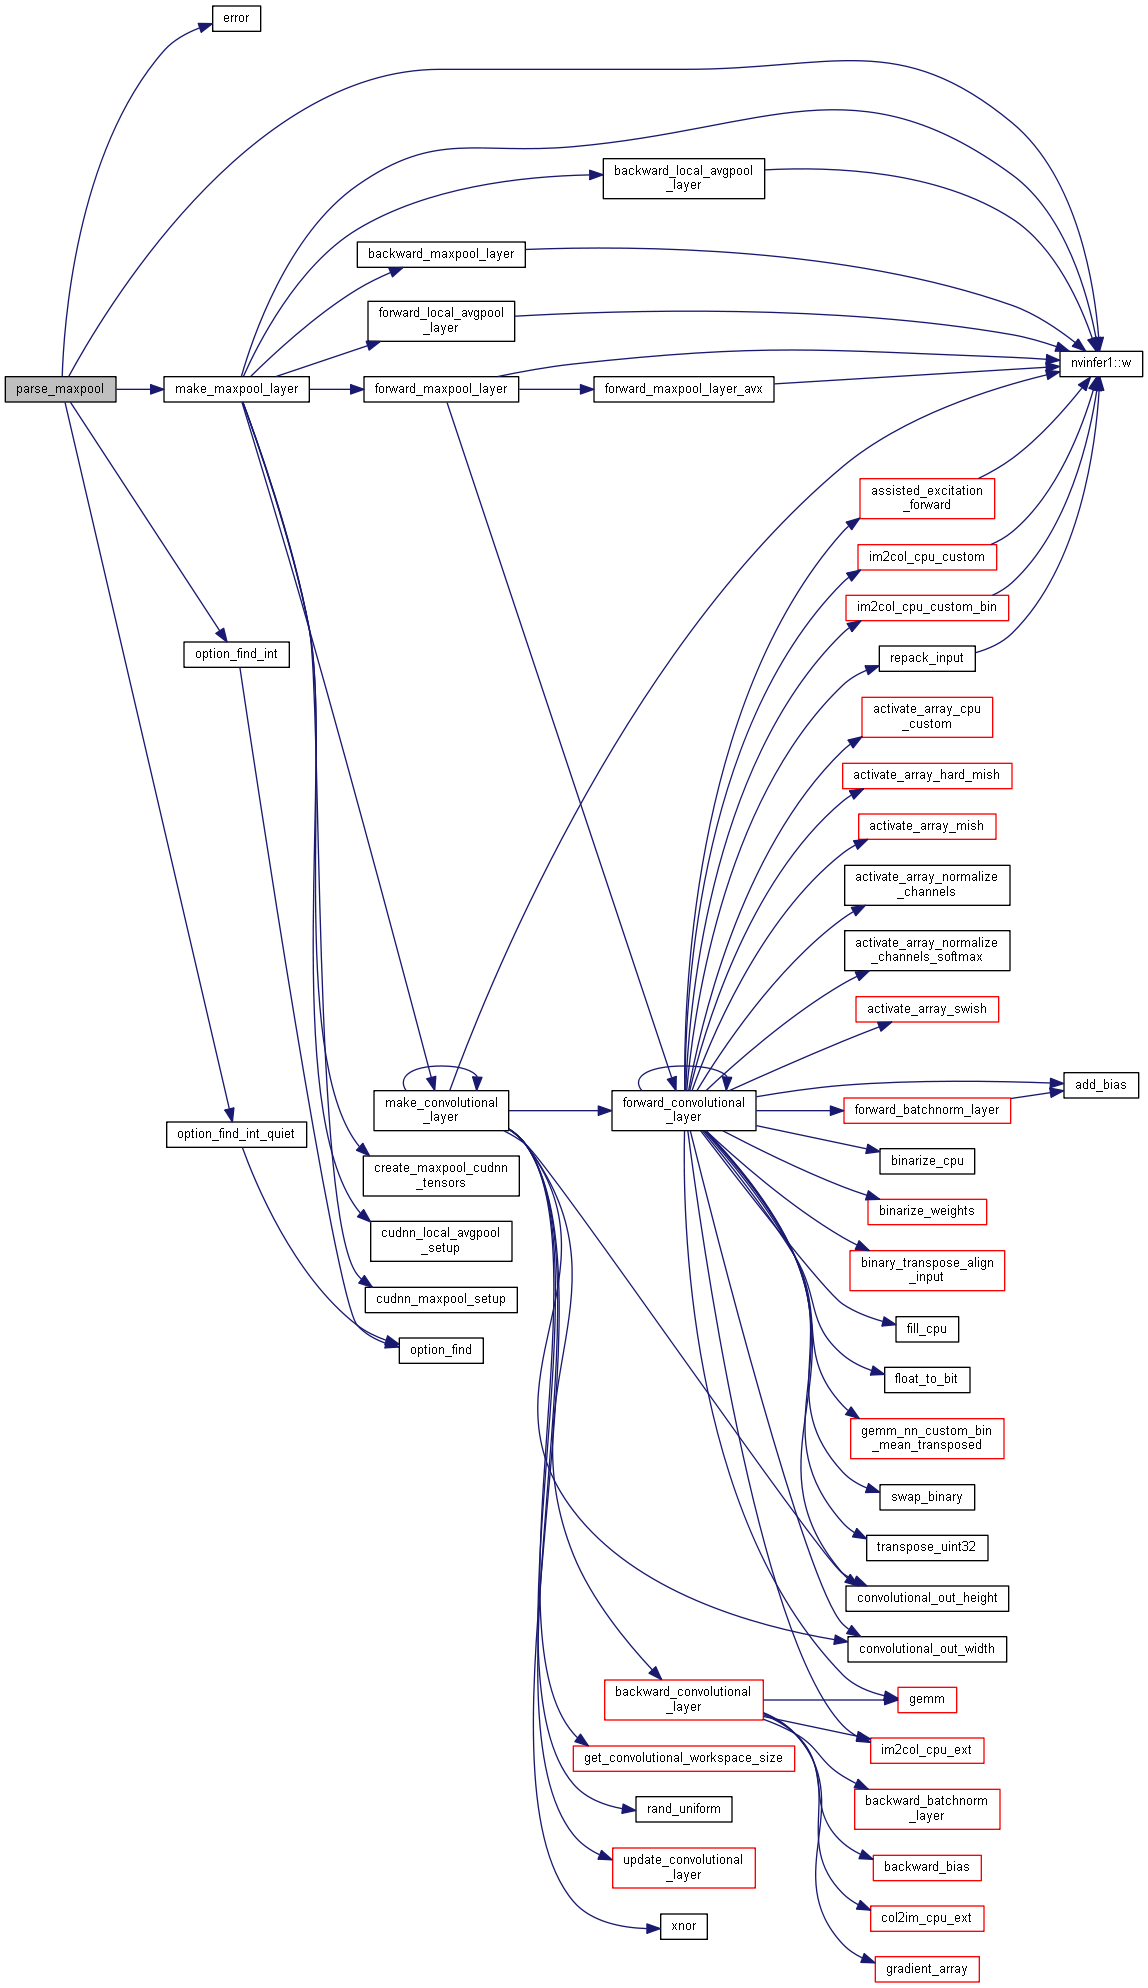 error
backward_local_avgpool
_layer
backward_maxpool_layer
forward_local_avgpool
_layer
nvinfer1::w
parse_maxpool
make_maxpool_layer
forward_maxpool_layer
forward_maxpool_layer_avx
assisted_excitation
_forward
im2col_cpu_custom
im2col_cpu_custom_bin
option_find_int
repack_input
activate_array_cpu
_custom
activate_array_hard_mish
activate_array_mish
activate_array_normalize
_channels
activate_array_normalize
_channels_softmax
activate_array_swish
add_bias
make_convolutional
_layer
forward_convolutional
_layer
forward_batchnorm_layer
option_find_int_quiet
binarize_cpu
create_maxpool_cudnn
_tensors
binarize_weights
cudnn_local_avgpool
_setup
binary_transpose_align
_input
cudnn_maxpool_setup
fill_cpu
option_find
float_to_bit
gemm_nn_custom_bin
_mean_transposed
swap_binary
transpose_uint32
convolutional_out_height
convolutional_out_width
backward_convolutional
_layer
gemm
get_convolutional_workspace_size
im2col_cpu_ext
rand_uniform
backward_batchnorm
_layer
update_convolutional
_layer
backward_bias
xnor
col2im_cpu_ext
gradient_array